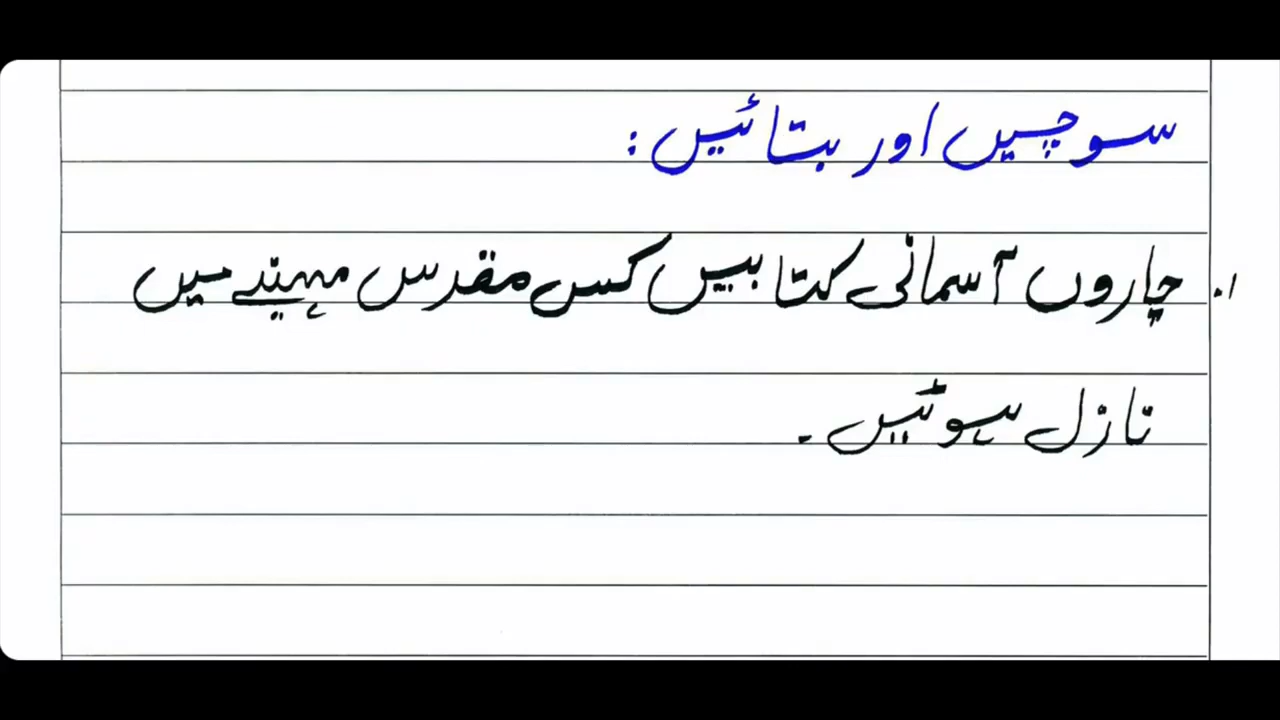 سوچیں اور بتائیں:
۱۔ چاروں آسمانی کتابیں کس مقدس مہینے میں
نازل ہوئیں۔